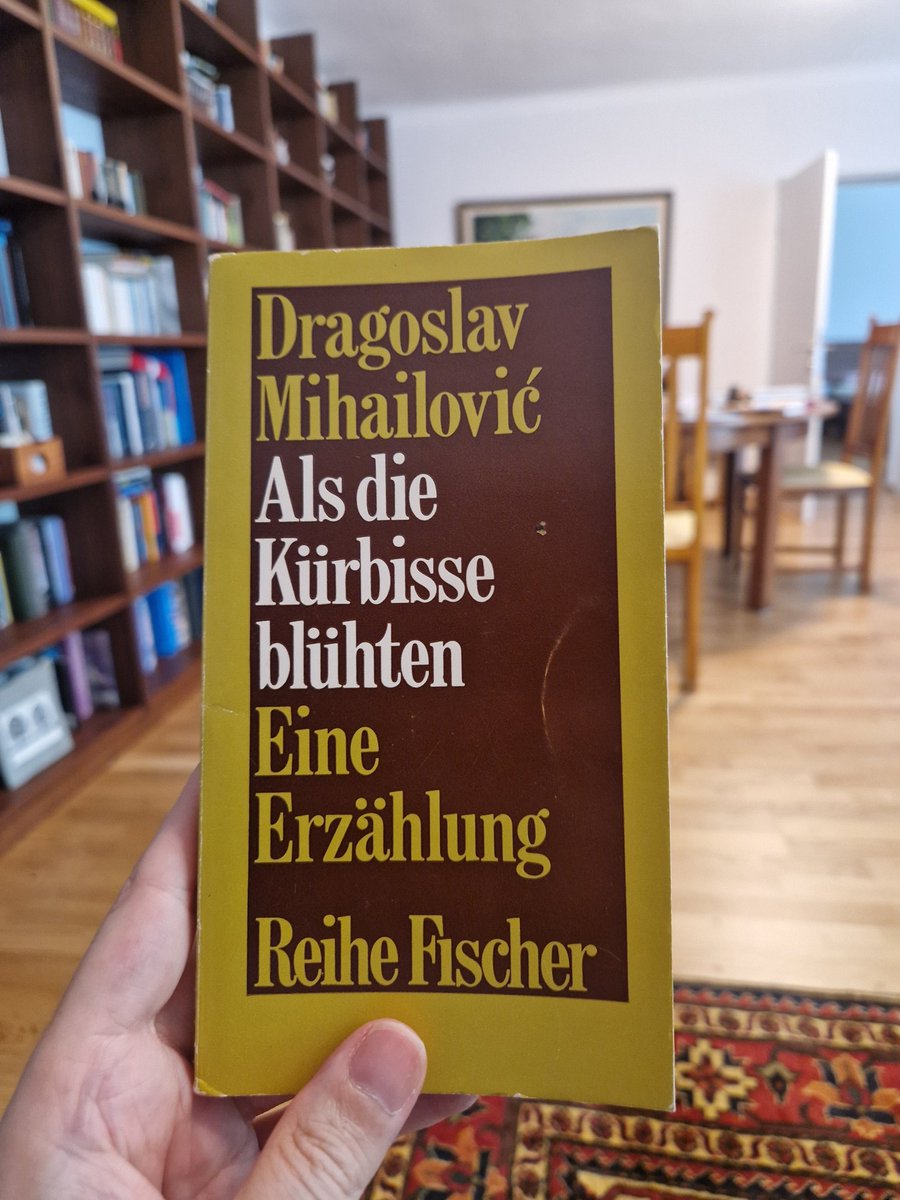 Dragoslav
Mihailović
Als die
Kürbisse
blühten
Eine
Erzählung
Reihe Fischer